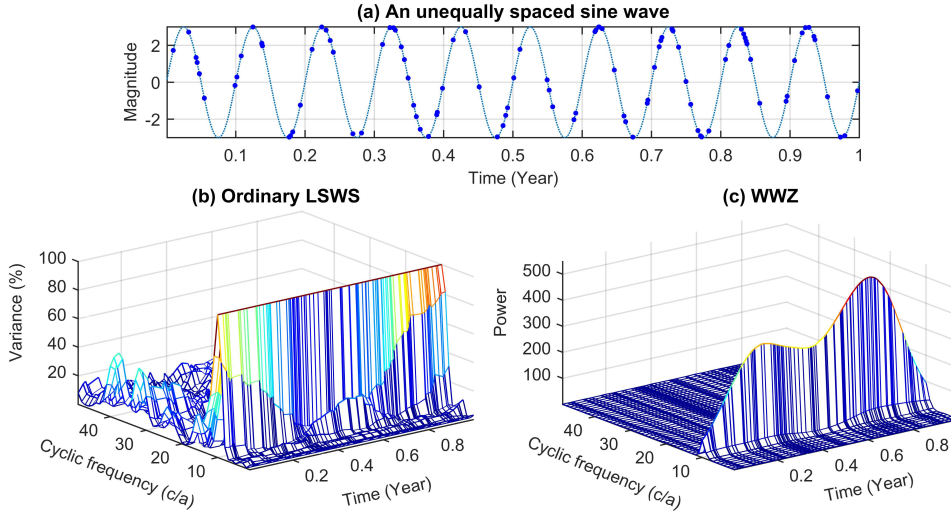 (a) An unequally spaced sine wave
Magnitude
2
0
-2
0.1 0.2 0.3 0.4 0.5 0.6 0.7 0.8 0.9 1
Time (Year)
(b) Ordinary LSWS
Variance (%)
100
80
60
40
20
40
30
20
10
Cyclic frequency (c/a)
0.2
0.4
0.6
0.8
Time (Year)
(c) WWZ
Power
500
400
300
200
100
40
30
20
10
Cyclic frequency (c/a)
0.2
0.4
0.6
0.8
Time (Year)